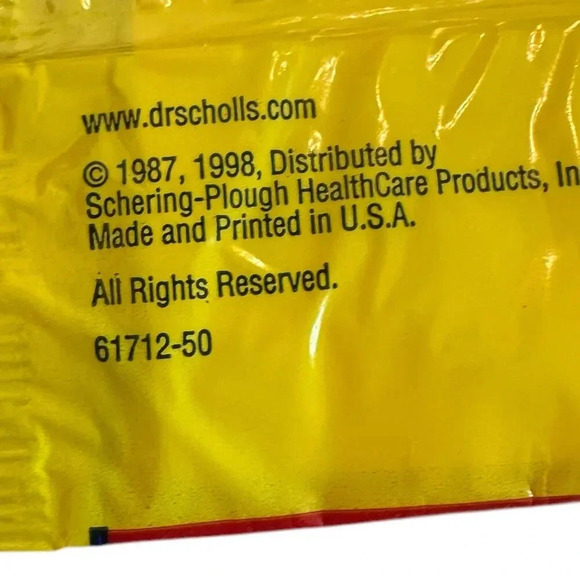 www.drscholls.com
© 1987, 1998, Distributed by
Schering-Plough HealthCare Products, In
Made and Printed in U.S.A.
All Rights Reserved.
61712-50